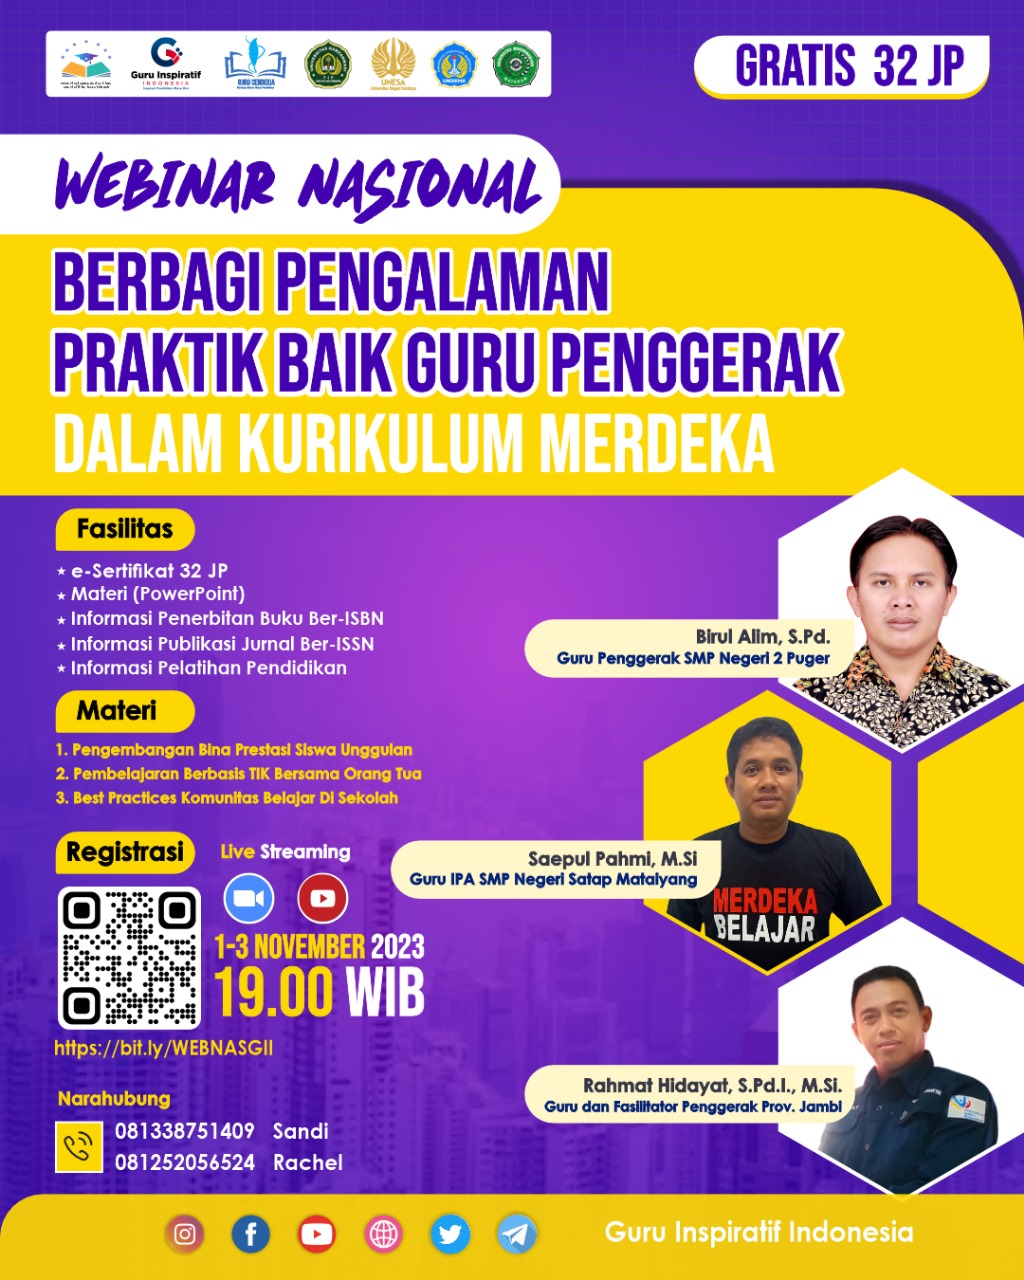 Guru Inspiratif
INDONESIA
UNESA
Universitas Negeri Surabaya
GRATIS 32 JP
WEBINAR NASIONAL
BERBAGI PENGALAMAN
PRAKTIK BAIK GURU PENGGERAK
DALAM KURIKULUM MERDEKA
Fasilitas
★ e-Sertifikat 32 JP
★ Materi (PowerPoint)
★ Informasi Penerbitan Buku Ber-ISBN
★ Informasi Publikasi Jurnal Ber-ISSN
★ Informasi Pelatihan Pendidikan
Birul Alim, S.Pd.
Guru Penggerak SMP Negeri 2 Puger
Materi
1. Pengembangan Bina Prestasi Siswa Unggulan
2. Pembelajaran Berbasis TIK Bersama Orang Tua
3. Best Practices Komunitas Belajar Di Sekolah
Saepul Pahmi, M.Si
Guru IPA SMP Negeri Satap Mataiyang
MERDEKA
BELAJAR
Registrasi
Live Streaming
1-3 NOVEMBER 2023
19.00 WIB
https://bit.ly/WEBNASGII
Rahmat Hidayat, S.Pd.I., M.Si.
Guru dan Fasilitator Penggerak Prov. Jambi
Narahubung
081338751409 Sandi
081252056524 Rachel
Guru Inspiratif Indonesia